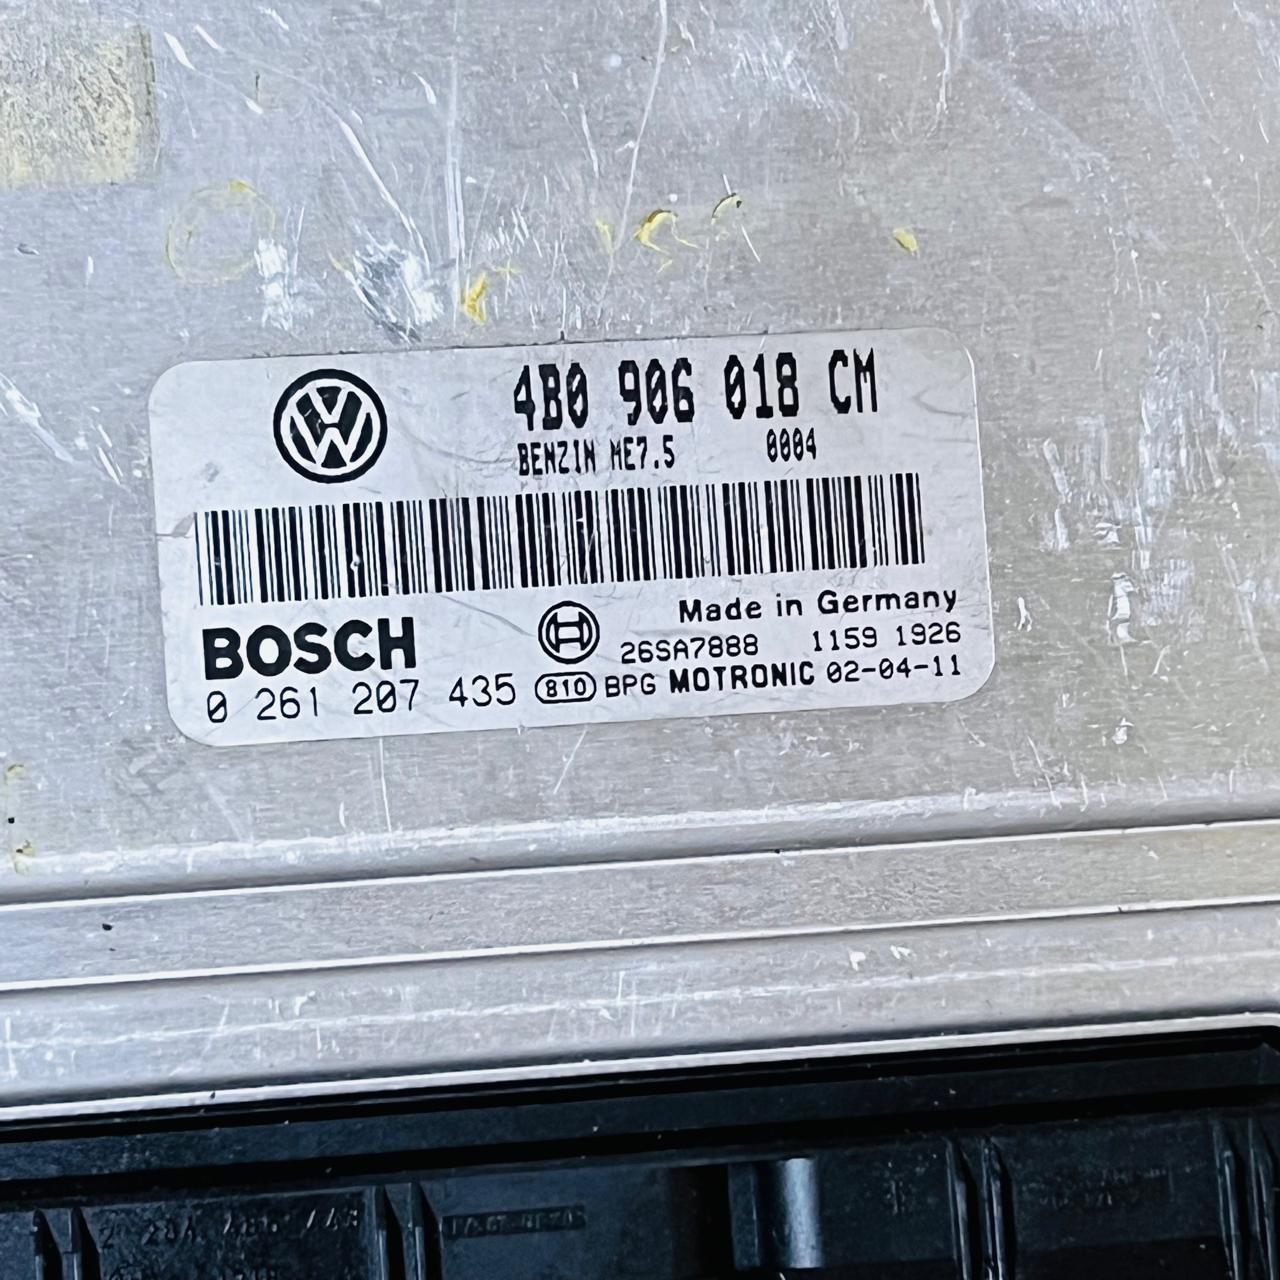 4B0 906 018 CM
BENZIN ME7.5 0004
BOSCH
Made in Germany
26SA7888 1159 1926
0 261 207 435 810 BPG MOTRONIC 02-04-11